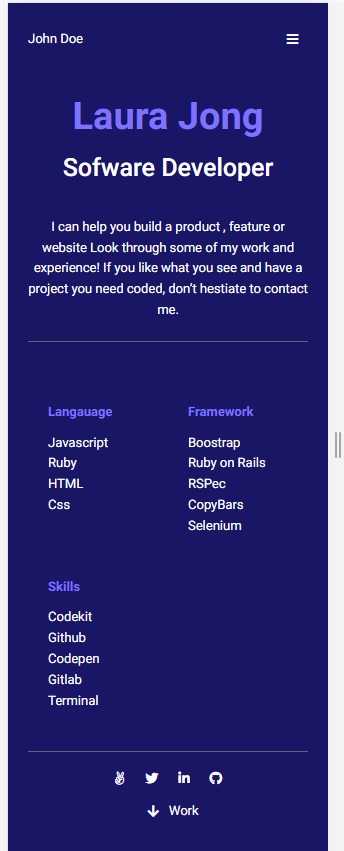 John Doe
Laura Jong
Sofware Developer
I can help you build a product , feature or
website Look through some of my work and
experience! If you like what you see and have a
project you need coded, don't hestiate to contact
me.
Langauage
Javascript
Ruby
HTML
Css
Framework
Boostrap
Ruby on Rails
RSPec
CopyBars
Selenium
Skills
Codekit
Github
Codepen
Gitlab
Terminal
Work